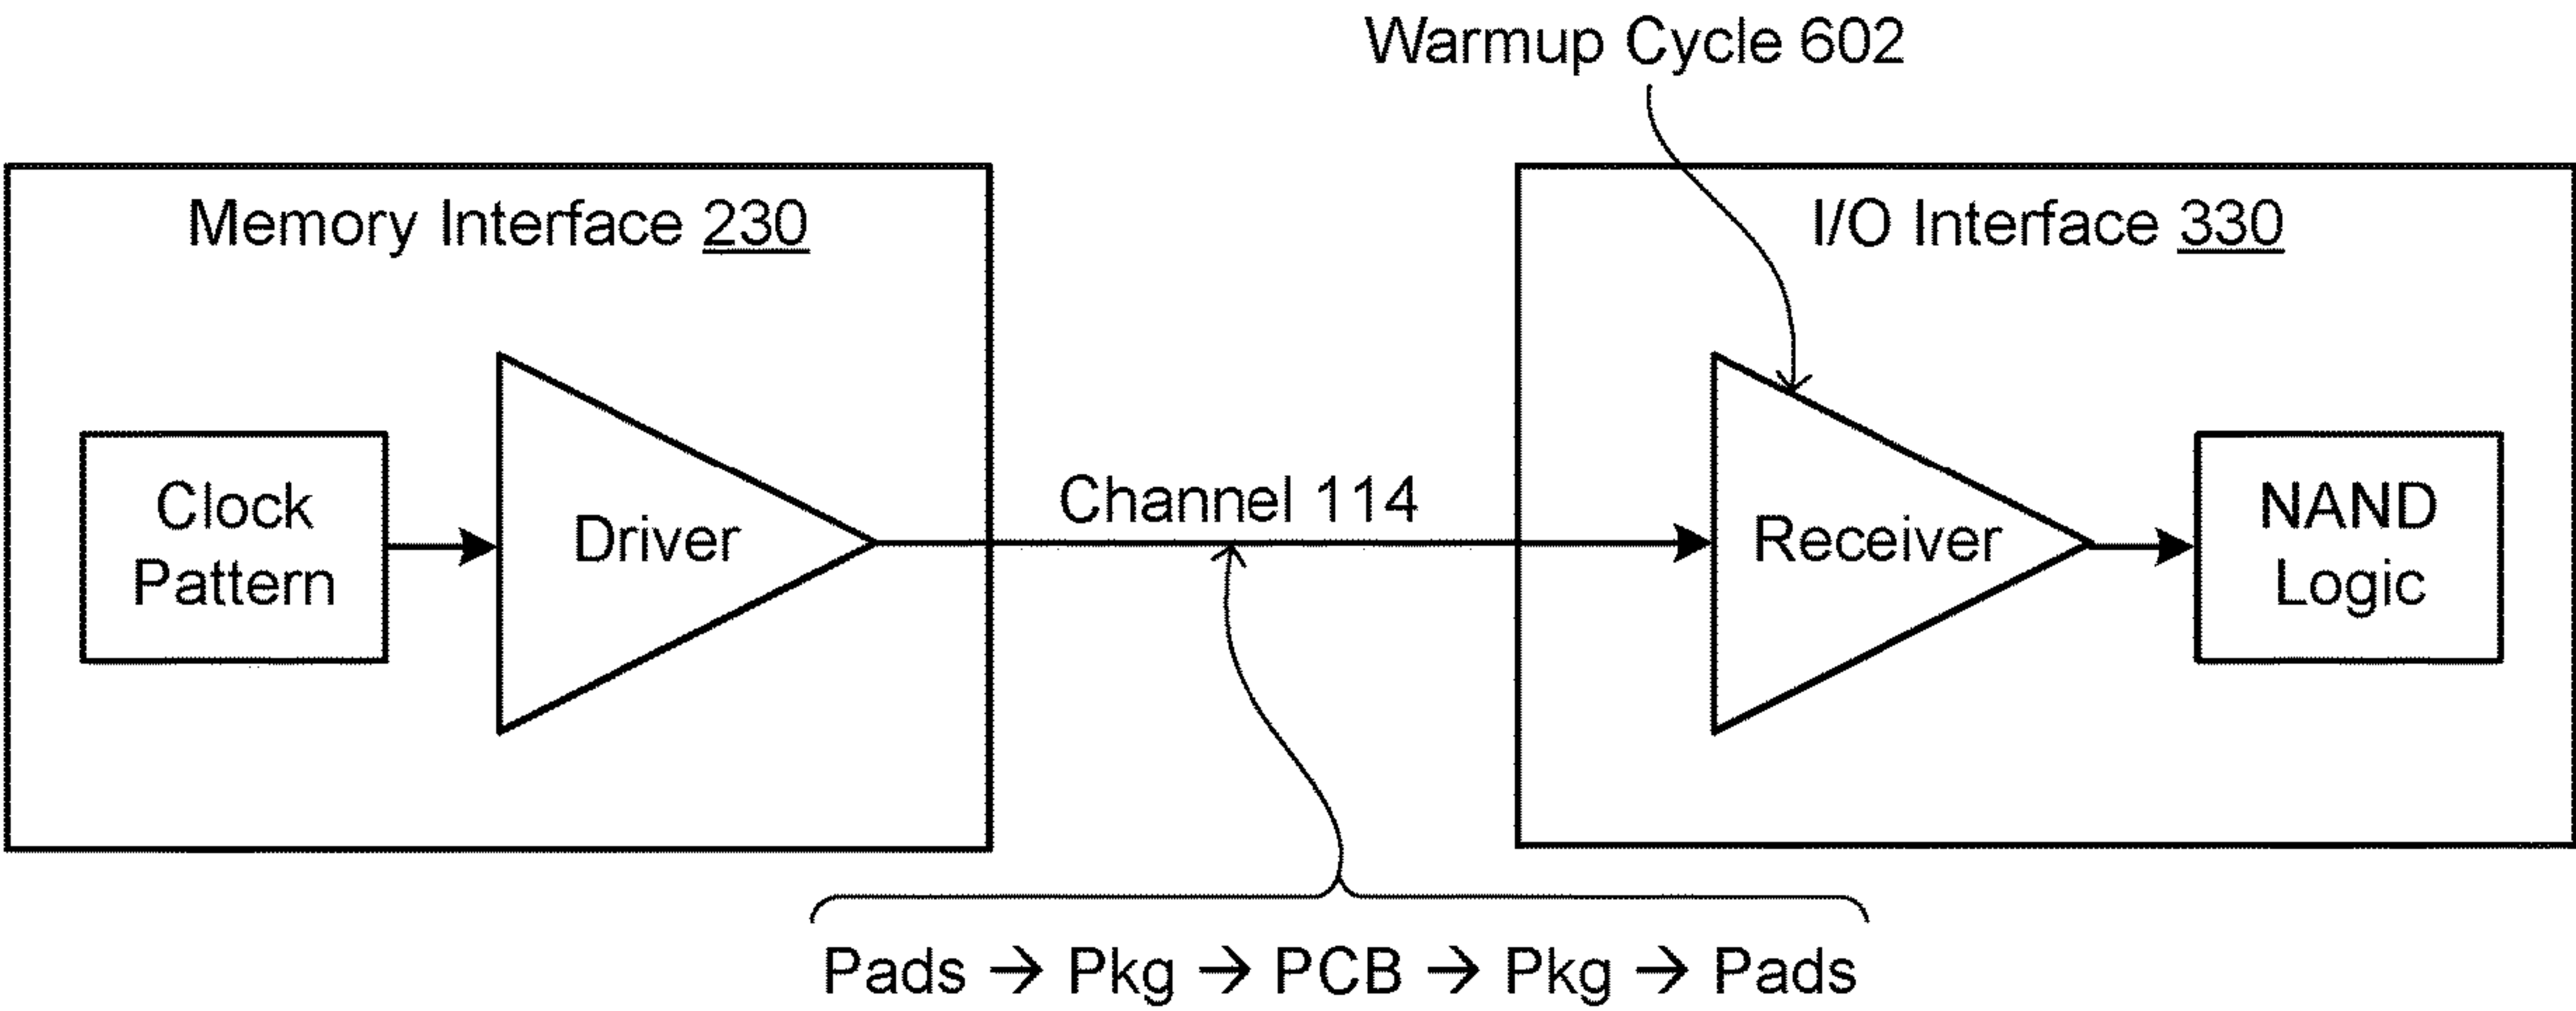 Warmup Cycle 602
Memory Interface 230
I/O Interface 330
Clock
Pattern
Driver
Channel 114
Receiver
NAND
Logic
Pads → Pkg → PCB → Pkg → Pads